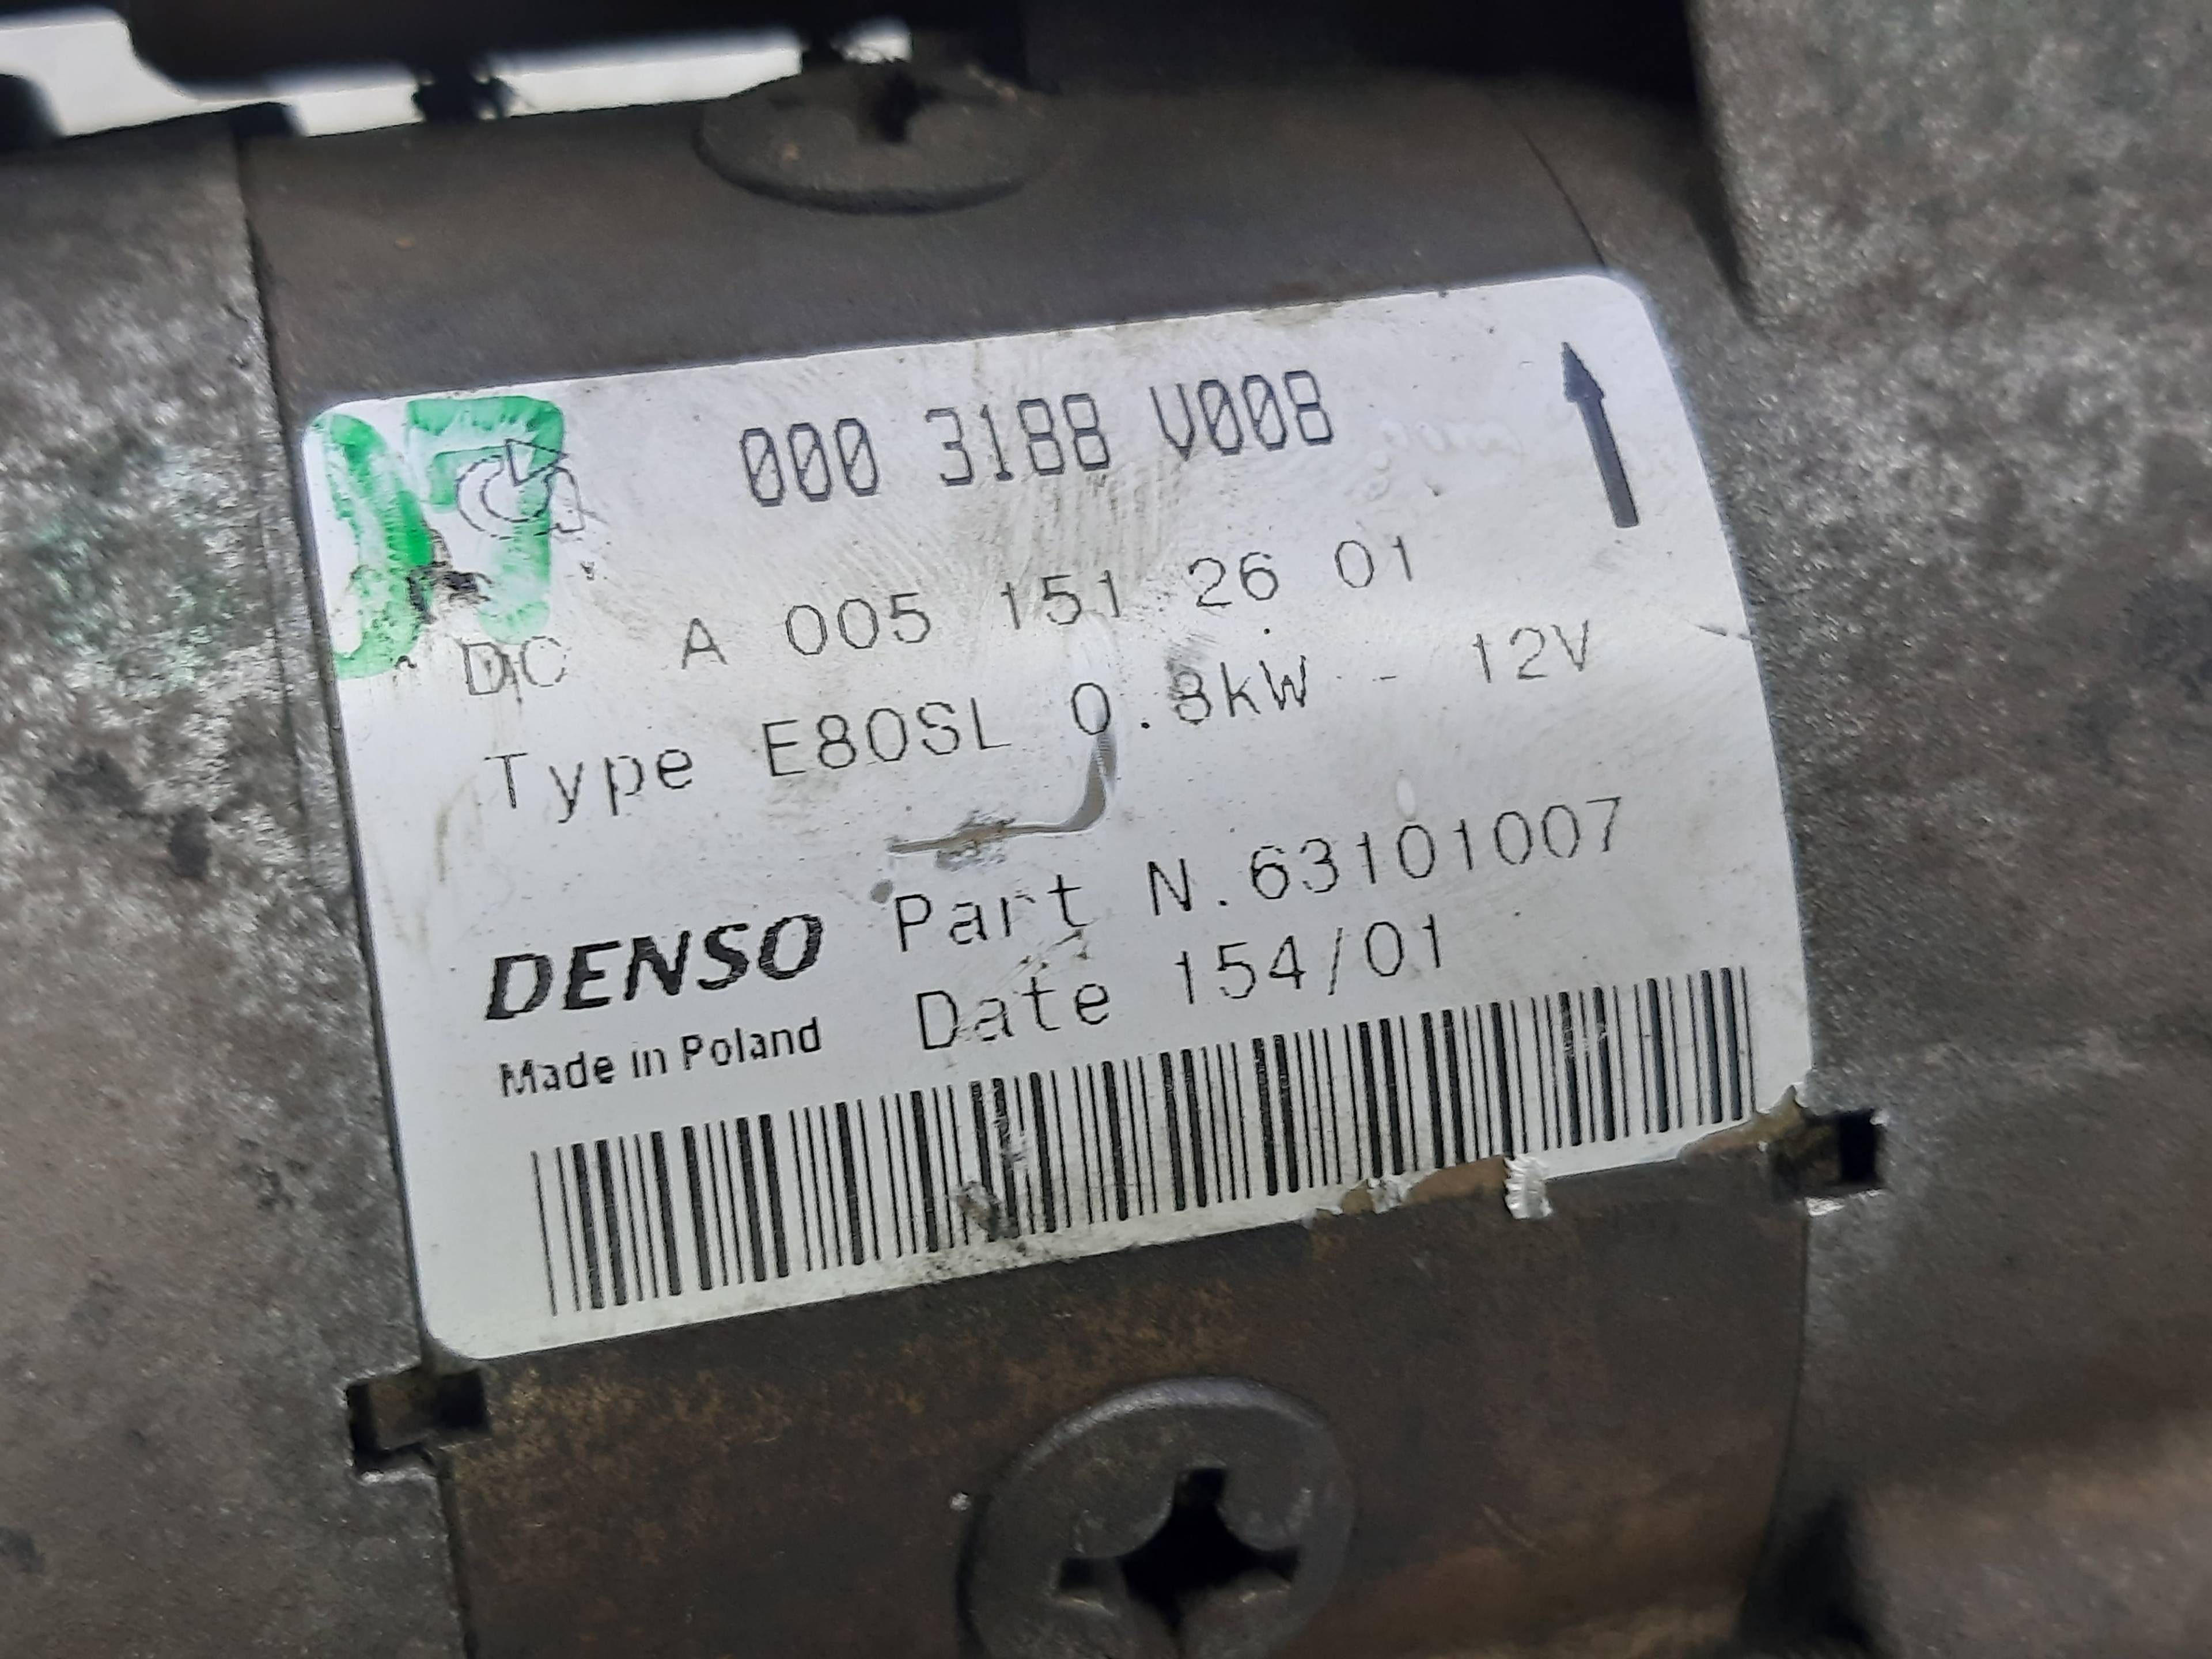 000 3188 V008
DC A 005 151 26 01
Type E80SL 0.8kW - 12V
DENSO Part N.63101007
Made in Poland Date 154/01